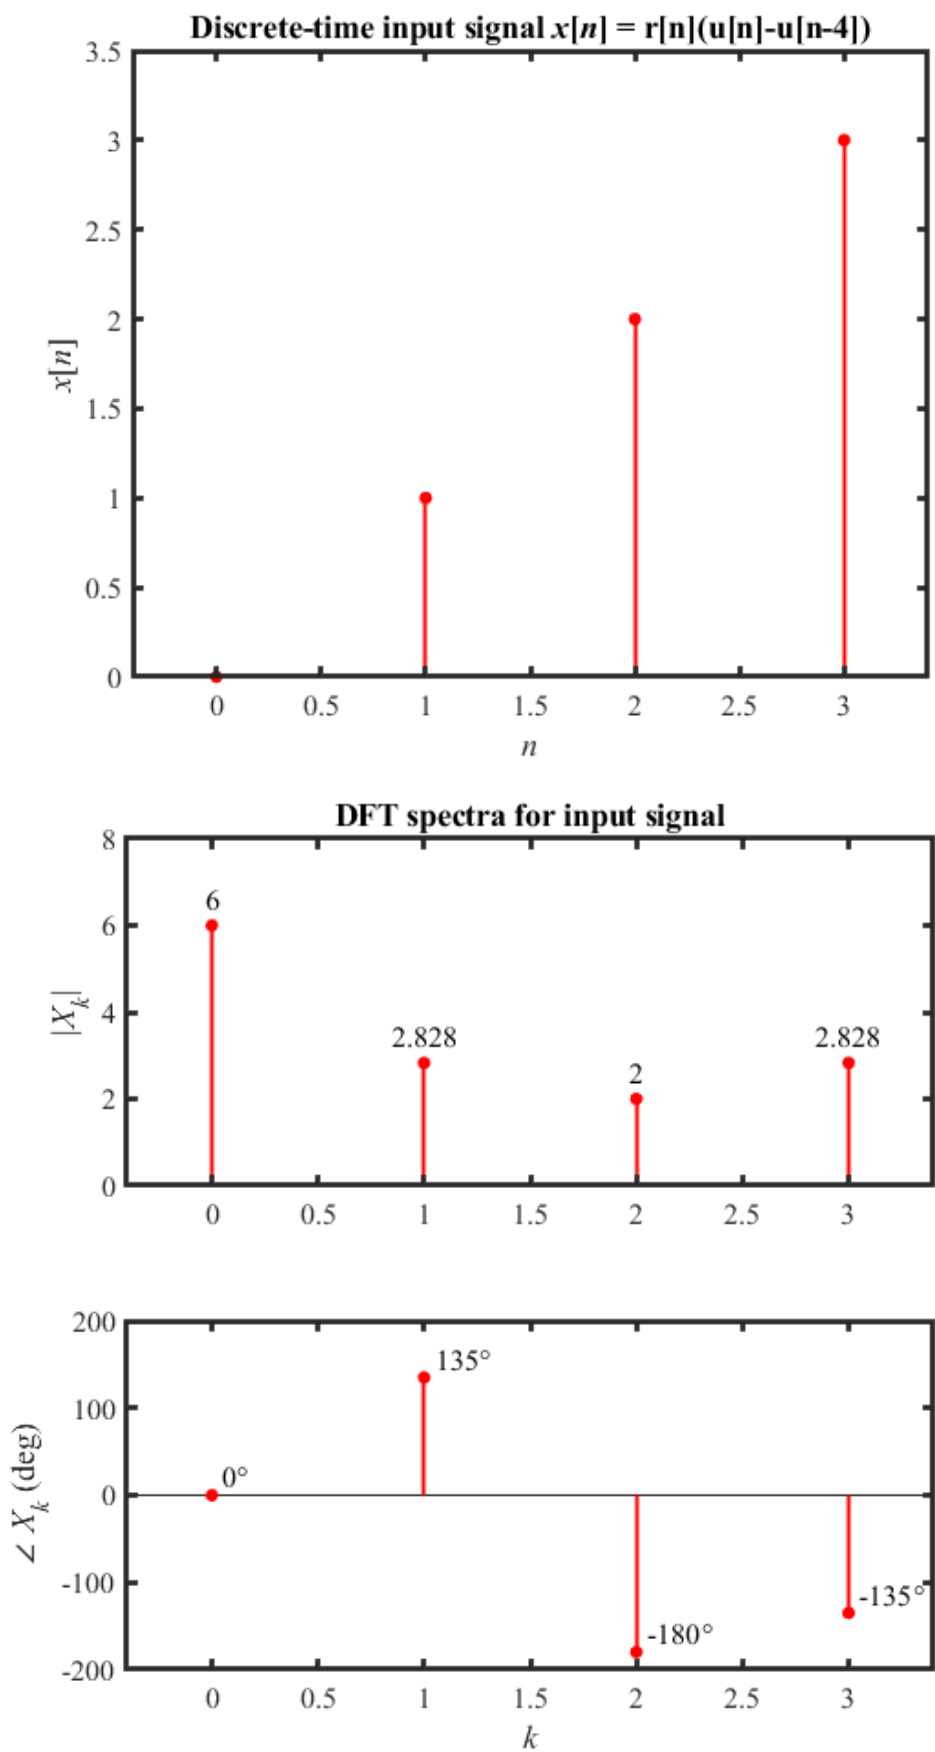 Discrete-time input signal x[n] = r[n](u[n]-u[n-4])
3.5
3
2.5
2
1.5
1
0.5
0
x[n]
0 0.5 1 1.5 2 2.5 3
n
DFT spectra for input signal
8
6
4
2
0
|X_k|
6
2.828
2
2.828
0 0.5 1 1.5 2 2.5 3
200
100
0
-100
-200
∠ X_k (deg)
0°
135°
-180°
-135°
0 0.5 1 1.5 2 2.5 3
k